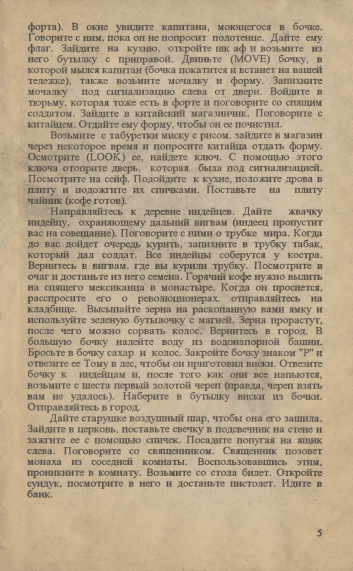 форта). В окне увидите капитана, моющегося в бочке.
Говорите с ним, пока он не попросит полотенце. Дайте ему
флаг. Зайдите на кухню, откройте шкаф и возьмите из
него бутылку с приправой. Двиньте (MOVE) бочку, в
которой мылся капитан (бочка покатится и встанет на вашей
тележке), также возьмите мочалку и форму. Запихните
мочалку под сигнализацию слева от двери. Войдите в
тюрьму, которая тоже есть в форте и поговорите со спящим
солдатом. Зайдите в китайский магазинчик. Поговорите с
китайцем. Отдайте ему форму, чтобы он ее почистил.
Возьмете с табуретки миску с рисом. зайдите в магазин
через некоторое время и попросите китайца отдать форму.
Осмотрите (LOOK) ее, найдете ключ. С помощью этого
ключа отоприте дверь, которая была под сигнализацией.
Посмотрите на сейф. Подойдите к кухне, положите дрова в
плиту и подожгите их спичками. Поставьте на плиту
чайник (кофе готов).
Направляйтесь к деревне индейцев. Дайте жвачку
индейцу, охраняющему дальний вигвам (индеец пропустит
вас на совещание). Поговорите с ними о трубке мира. Когда
до вас дойдет очередь курить, запихните в трубку табак,
который дал солдат. Все индейцы соберутся у костра.
Вернитесь в вигвам, где вы курили трубку. Посмотрите в
очаг и достаньте из него семена. Горячий кофе нужно вылить
на спящего мексиканца в монастыре. Когда он проснется,
расспросите его о революционерах. отправляйтесь на
кладбище. Высыпайте зерна на раскопанную вами ямку и
используйте зеленую бутылочку с магией. Зерна прорастут,
после чего можно сорвать колос. Вернитесь в город. В
большую бочку налейте воду из водонапорной башни.
Бросьте в бочку сахар и колос. Закройте бочку знаком "Р" и
отвезите ее Тому в лес, чтобы он приготовил виски. Отвезите
бочку к индейцам и, после того как они все напьются,
возьмите с шеста первый золотой череп (правда, череп взять
вам не удалось). Наберите в бутылку виски из бочки.
Отправляйтесь в город.
Дайте старушке воздушный шар, чтобы она его зашила.
Зайдите в церковь, поставьте свечку в подсвечник на стене и
зажгите ее с помощью спичек. Посадите попугая на ящик
слева. Поговорите со священником. Священник позовет
монаха из соседней комнаты. Воспользовавшись этим,
проникните в комнату. Возьмите со стола билет. Откройте
сундук, посмотрите в него и достаньте пистолет. Идите в
банк.
5